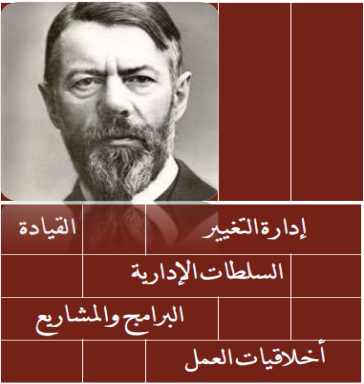 إدارة التغيير القيادة
السلطات الإدارية
البرامج والمشاريع
أخلاقيات العمل